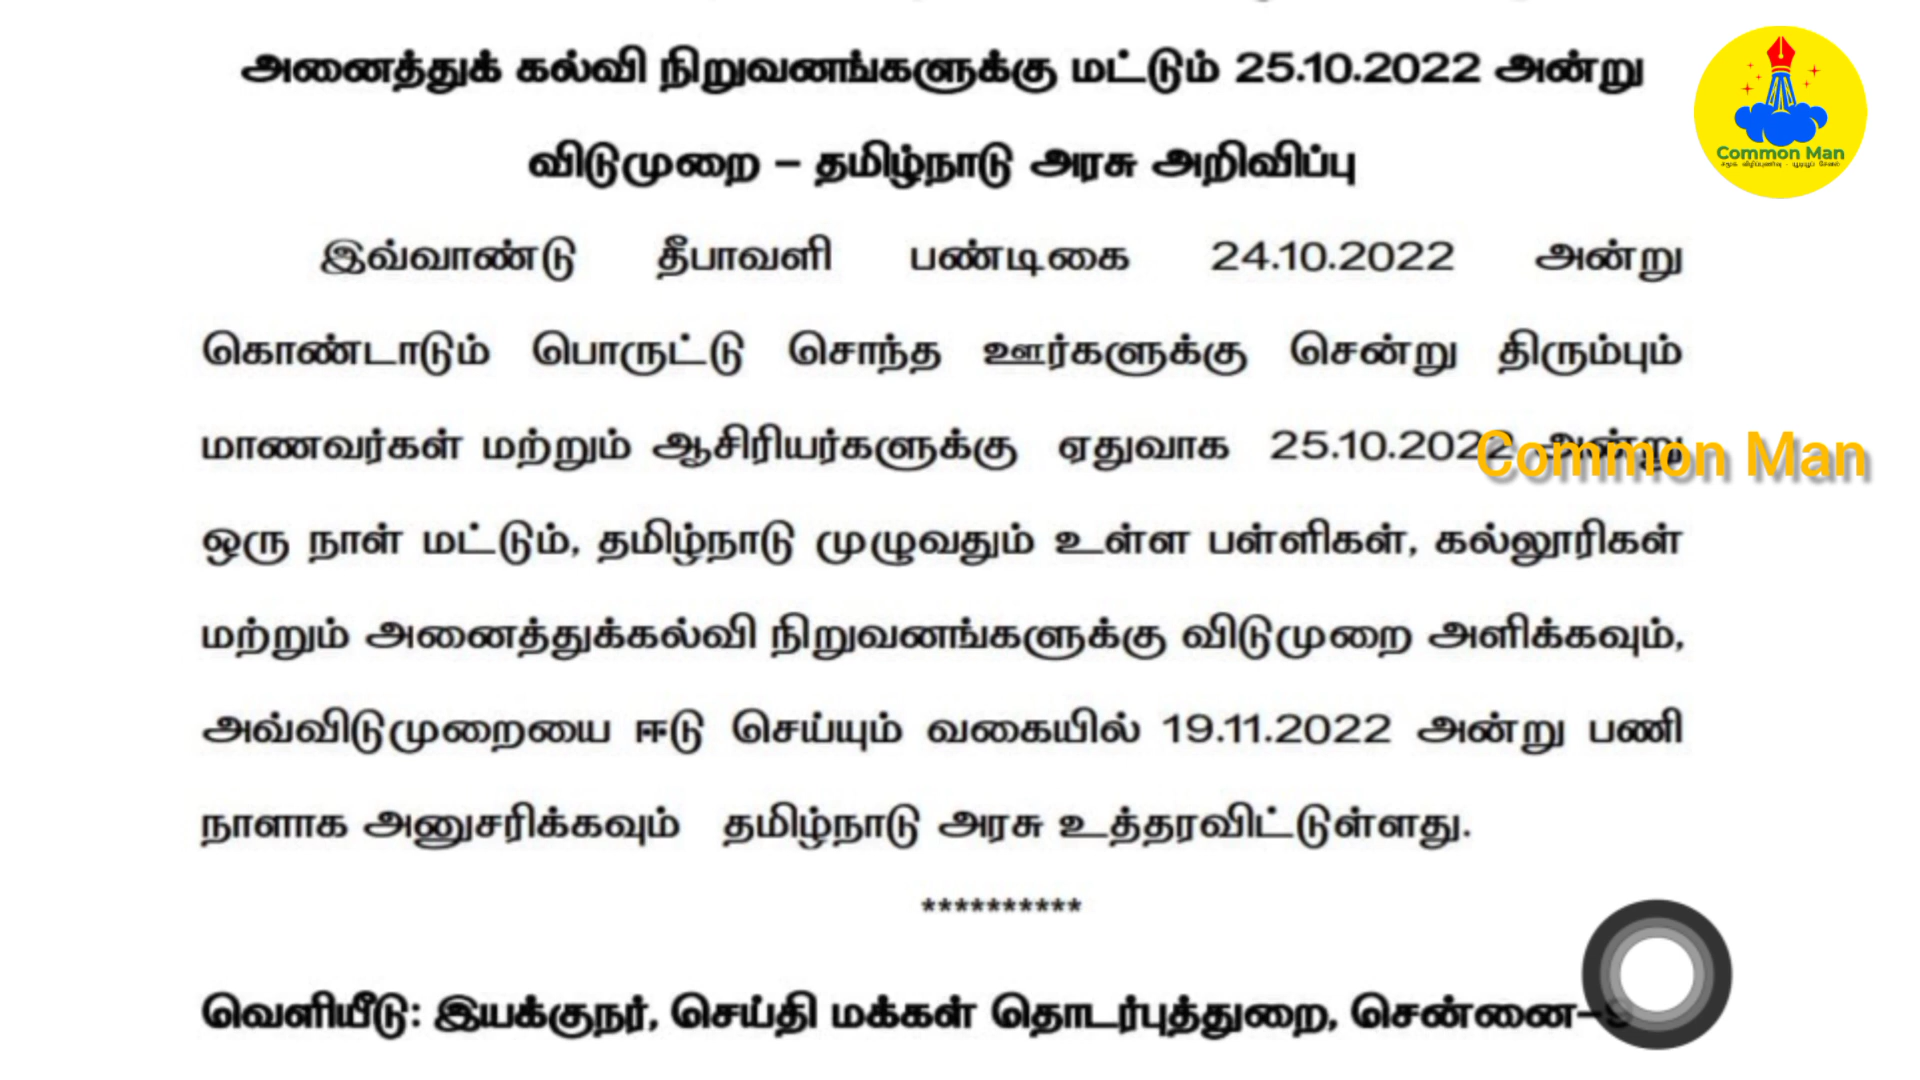 அனைத்துக் கல்வி நிறுவனங்களுக்கு மட்டும் 25.10.2022 அன்று
விடுமுறை – தமிழ்நாடு அரசு அறிவிப்பு
Common Man
இவ்வாண்டு தீபாவளி பண்டிகை 24.10.2022 அன்று
கொண்டாடும் பொருட்டு சொந்த ஊர்களுக்கு சென்று திரும்பும்
மாணவர்கள் மற்றும் ஆசிரியர்களுக்கு ஏதுவாக 25.10.2022 அன்று
Common Man
ஒரு நாள் மட்டும், தமிழ்நாடு முழுவதும் உள்ள பள்ளிகள், கல்லூரிகள்
மற்றும் அனைத்துக்கல்வி நிறுவனங்களுக்கு விடுமுறை அளிக்கவும்,
அவ்விடுமுறையை ஈடு செய்யும் வகையில் 19.11.2022 அன்று பணி
நாளாக அனுசரிக்கவும் தமிழ்நாடு அரசு உத்தரவிட்டுள்ளது.
**********
வெளியீடு: இயக்குநர், செய்தி மக்கள் தொடர்புத்துறை, சென்னை-9